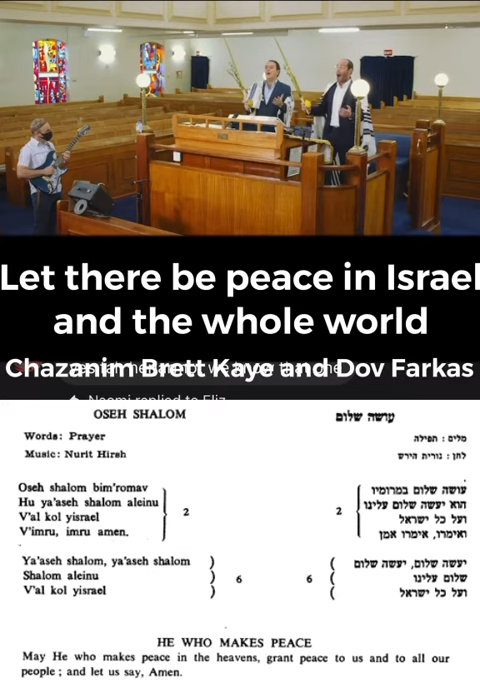 Let there be peace in Israel
and the whole world
Chazanim Brett Kaye and Dov Farkas
Naomi replied to Eliz
OSEH SHALOM
עושה שלום
Words: Prayer
מלים : תפילה
Music: Nurit Hirsh
לחן : נורית הירש
Oseh shalom bim'romav
Hu ya'aseh shalom aleinu
V'al kol yisrael
V'imru, imru amen.
2
2
עושה שלום במרומיו
הוא יעשה שלום עלינו
ועל כל ישראל
ואימרו, אימרו אמן
Ya'aseh shalom, ya'aseh shalom
Shalom aleinu
V'al kol yisrael
6
6
יעשה שלום, יעשה שלום
שלום עלינו
ועל כל ישראל
HE WHO MAKES PEACE
May He who makes peace in the heavens, grant peace to us and to all our
people ; and let us say, Amen.